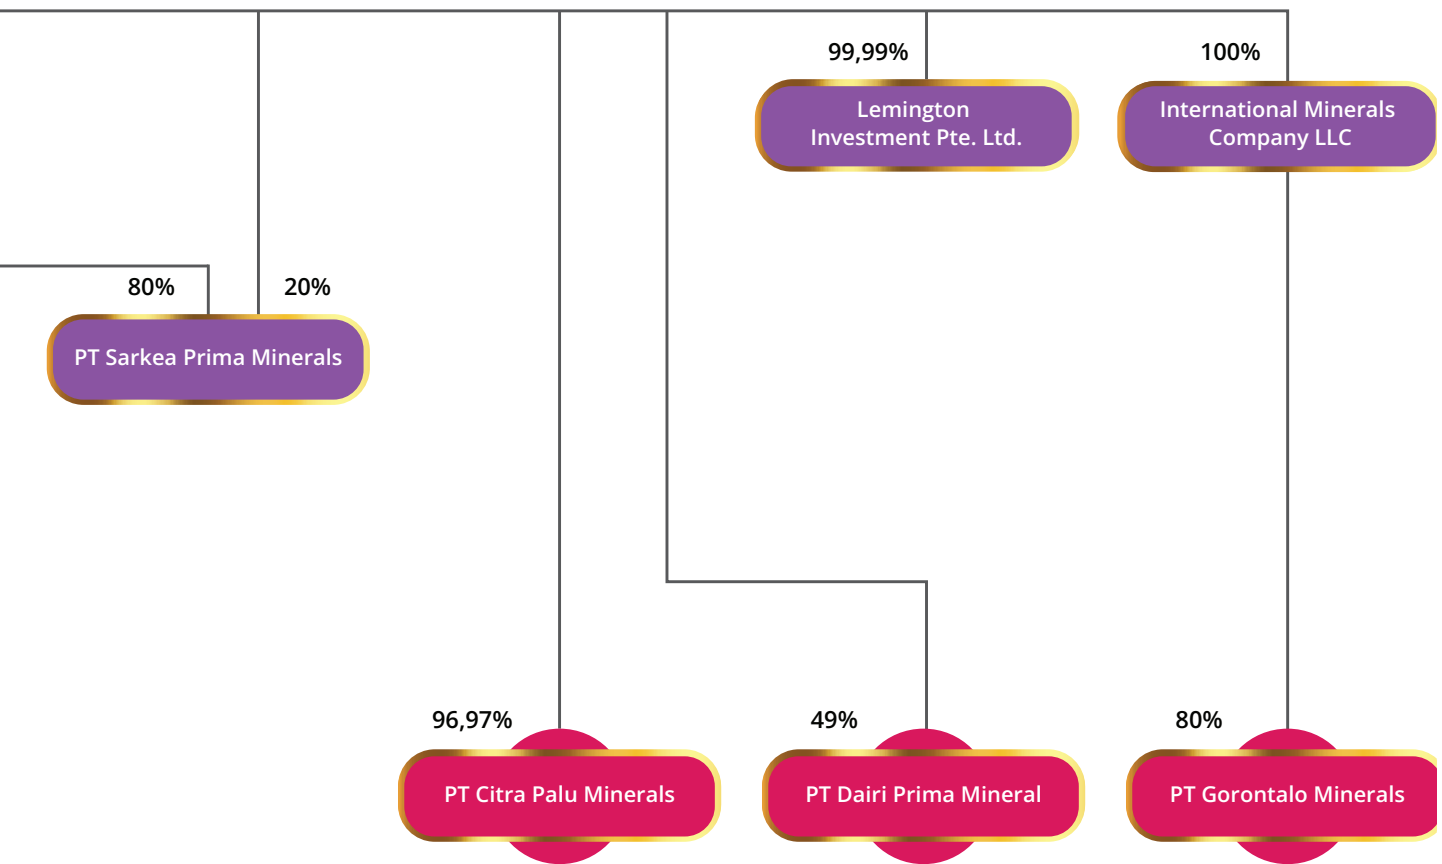 99,99%
100%
Lemington
Investment Pte. Ltd.
International Minerals
Company LLC
80%
20%
PT Sarkea Prima Minerals
96,97%
49%
80%
PT Citra Palu Minerals
PT Dairi Prima Mineral
PT Gorontalo Minerals